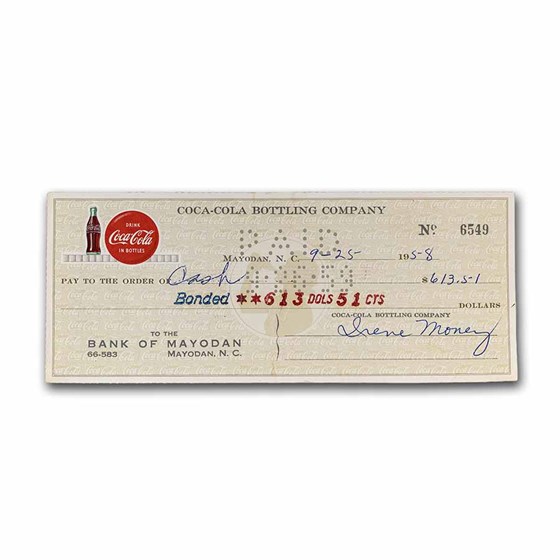 COCA-COLA BOTTLING COMPANY
DRINK
Coca-Cola
IN BOTTLES
PAID
Nº 6549
MAYODAN, N. C. 9-25 1958
PAY TO THE ORDER OF Cash $613.51
Bonded **613 DOLS 51 CTS
DOLLARS
COCA-COLA BOTTLING COMPANY
TO THE
BANK OF MAYODAN
66-583 MAYODAN, N. C.
Irene Money